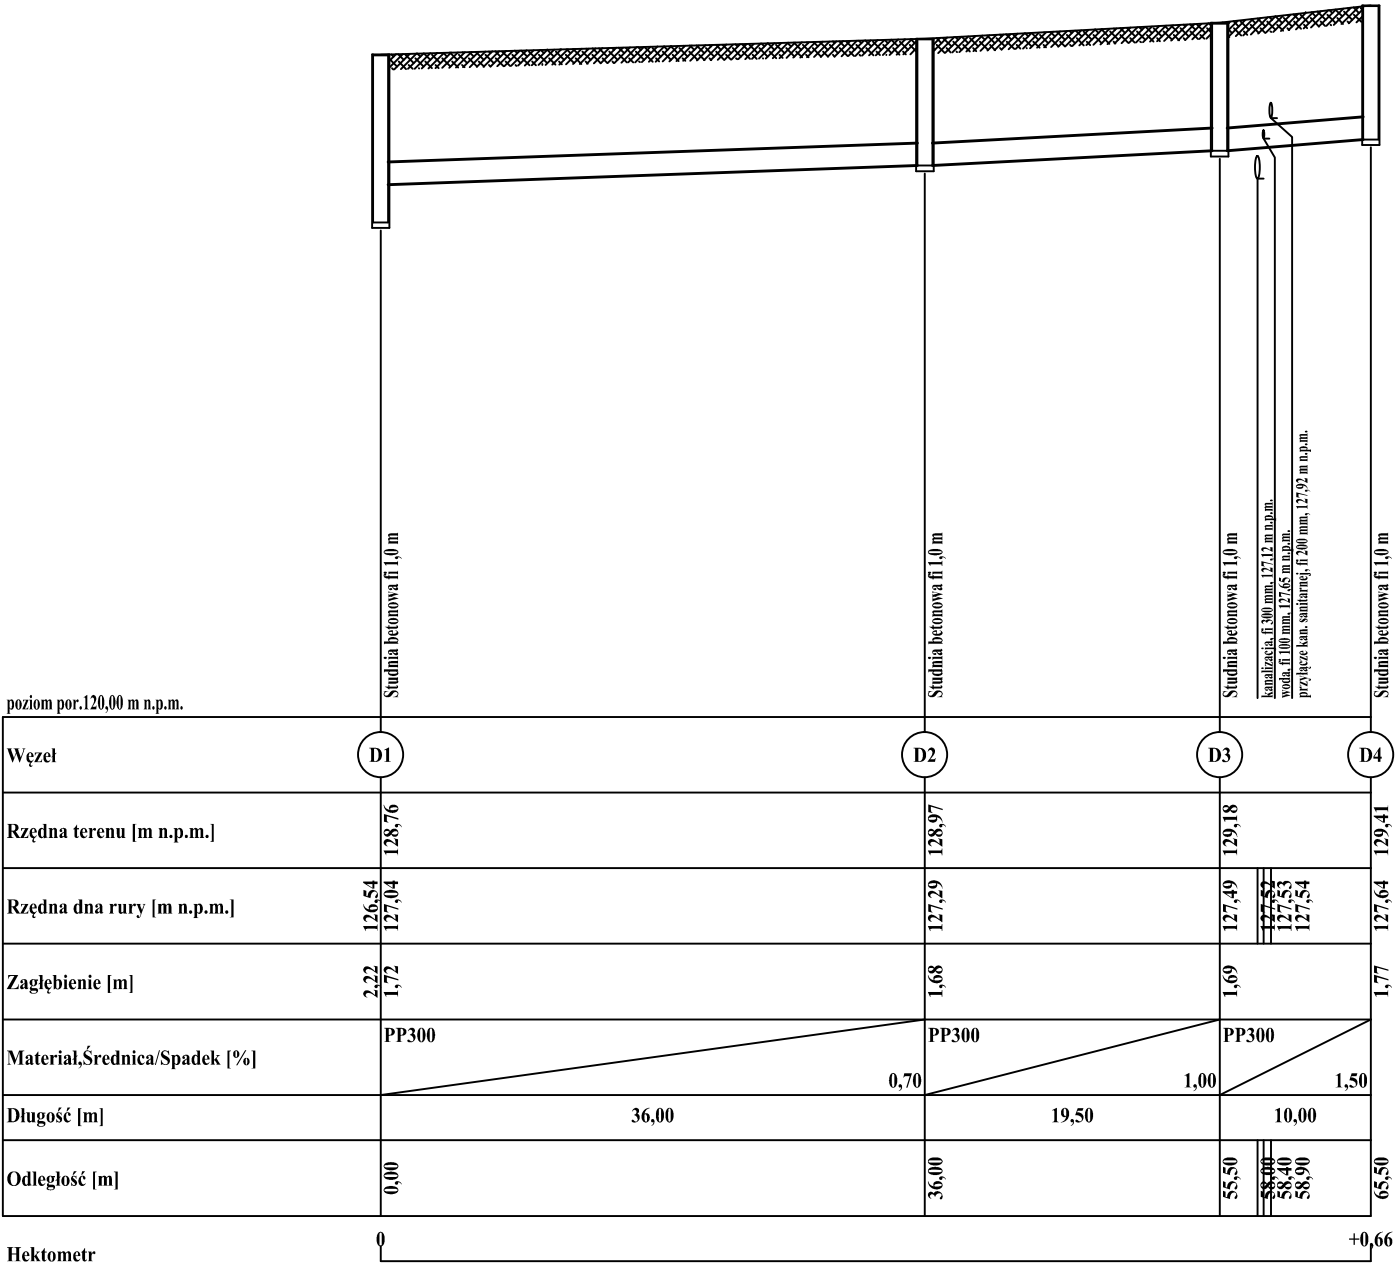 kanalizacja, fi 300 mm, 127,12 m n.p.m.
woda, fi 100 mm, 127,65 m n.p.m.
przyłącze kan. sanitarnej, fi 200 mm, 127,92 m n.p.m.
Studnia betonowa fi 1,0 m
Studnia betonowa fi 1,0 m
Studnia betonowa fi 1,0 m
Studnia betonowa fi 1,0 m
poziom por.120,00 m n.p.m.
Węzeł D1 D2 D3 D4
Rzędna terenu [m n.p.m.] 128,76 128,97 129,18 129,41
Rzędna dna rury [m n.p.m.] 126,54 127,04 127,29 127,49 127,52 127,53 127,54 127,64
Zagłębienie [m] 2,22 1,72 1,68 1,69 1,77
PP300 PP300 PP300
Materiał,Średnica/Spadek [%]
0,70 1,00 1,50
Długość [m] 36,00 19,50 10,00
Odległość [m] 0,00 36,00 55,50 58,00 58,40 58,90 65,50
Hektometr 0 +0,66